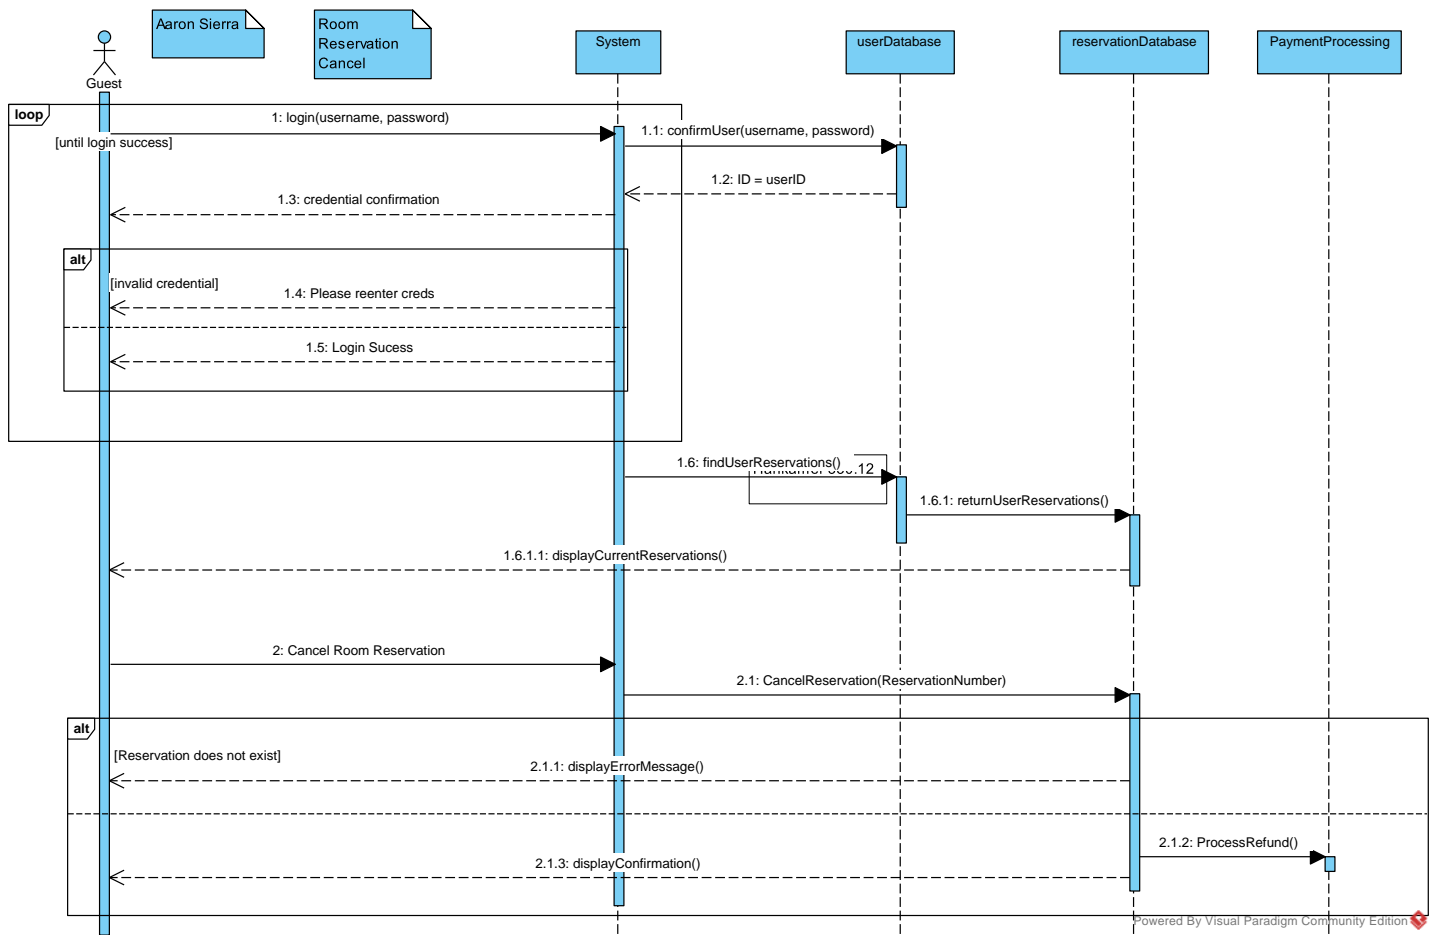 Aaron Sierra
Room
Reservation
Cancel
Guest
System
userDatabase
reservationDatabase
PaymentProcessing
loop
[until login success]
1: login(username, password)
1.1: confirmUser(username, password)
1.2: ID = userID
1.3: credential confirmation
alt
[invalid credential]
1.4: Please reenter creds
1.5: Login Sucess
1.6: findUserReservations()
.12
1.6.1: returnUserReservations()
1.6.1.1: displayCurrentReservations()
2: Cancel Room Reservation
2.1: CancelReservation(ReservationNumber)
alt
[Reservation does not exist]
2.1.1: displayErrorMessage()
2.1.2: ProcessRefund()
2.1.3: displayConfirmation()
Powered By Visual Paradigm Community Edition